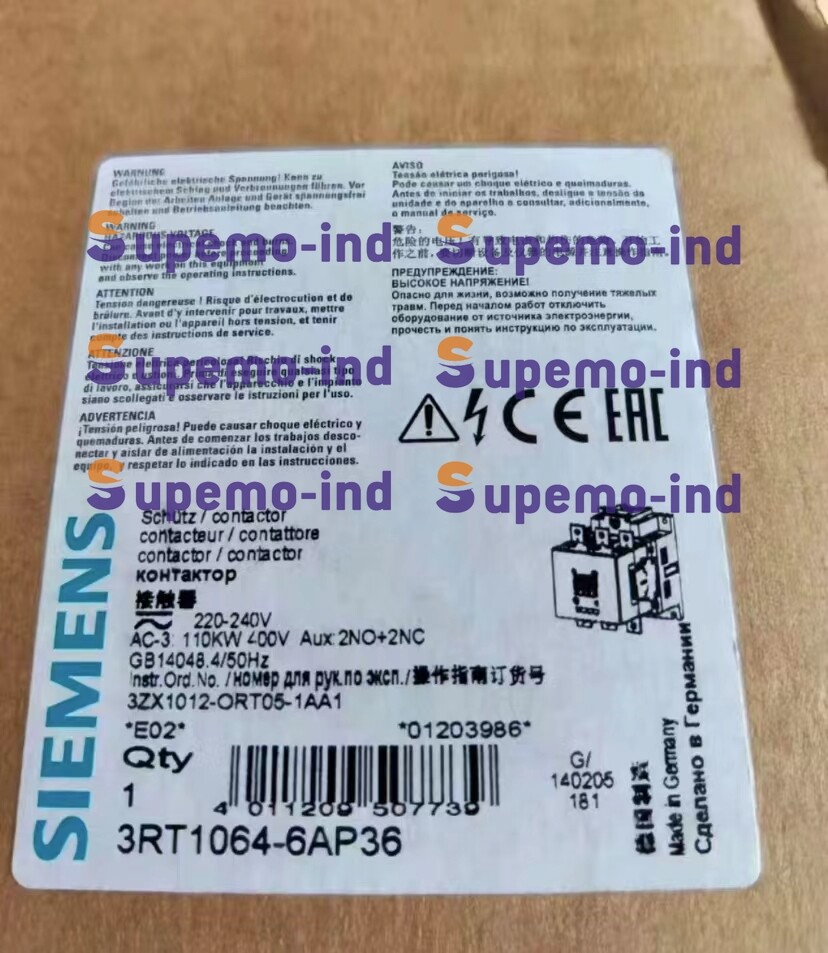 WARNUNG
Gefährliche elektrische Spannung! Kann zu
elektrischem Schlag und Verbrennungen führen. Vor
Beginn der Arbeiten Anlage und Gerät spannungsfrei
schalten und Betriebsanleitung beachten.
WARNING
HAZARDOUS VOLTAGE
with any work on this equipment
and observe the operating instructions.
ATTENTION
Tension dangereuse ! Risque d'électrocution et de
brûlure. Avant d'y intervenir pour travaux, mettre
l'installation ou l'appareil hors tension, et tenir
compte des instructions de service.
ATTENZIONE
di lavoro, assicurarsi che l'apparecchio e l'impianto
siano scollegati e osservare le istruzioni per l'uso.
ADVERTENCIA
¡Tensión peligrosa! Puede causar choque eléctrico y
quemaduras. Antes de comenzar los trabajos desco-
nectar y aislar de alimentación la instalación y el
equipo, y respetar lo indicado en las instrucciones.
AVISO
Tensão elétrica perigosa!
Pode causar um choque elétrico e queimaduras.
Antes de iniciar os trabalhos, desligue a tensão da
unidade e do aparelho e consultar, adicionalmente,
o manual de serviço.
警告:
ПРЕДУПРЕЖДЕНИЕ:
ВЫСОКОЕ НАПРЯЖЕНИЕ!
Опасно для жизни, возможно получение тяжелых
травм. Перед началом работ отключить
оборудование от источника электроэнергии,
прочесть и понять инструкцию по эксплуатации.
Supemo-ind Supemo-ind
Supemo-ind Supemo-ind
Supemo-ind Supemo-ind
CE EAC
SIEMENS
Schütz / contactor
contacteur / contattore
contactor / contactor
контактор
接触器
220-240V
AC-3: 110KW 400V Aux:2NO+2NC
GB14048.4/50Hz
Instr.Ord.No. /номер для рук.по эксп./操作指南订货号
3ZX1012-ORT05-1AA1
*E02* *01203986*
Qty
1
4 011209 507739
3RT1064-6AP36
G/
140205
181
德国制造
Made in Germany
Сделано в Германии